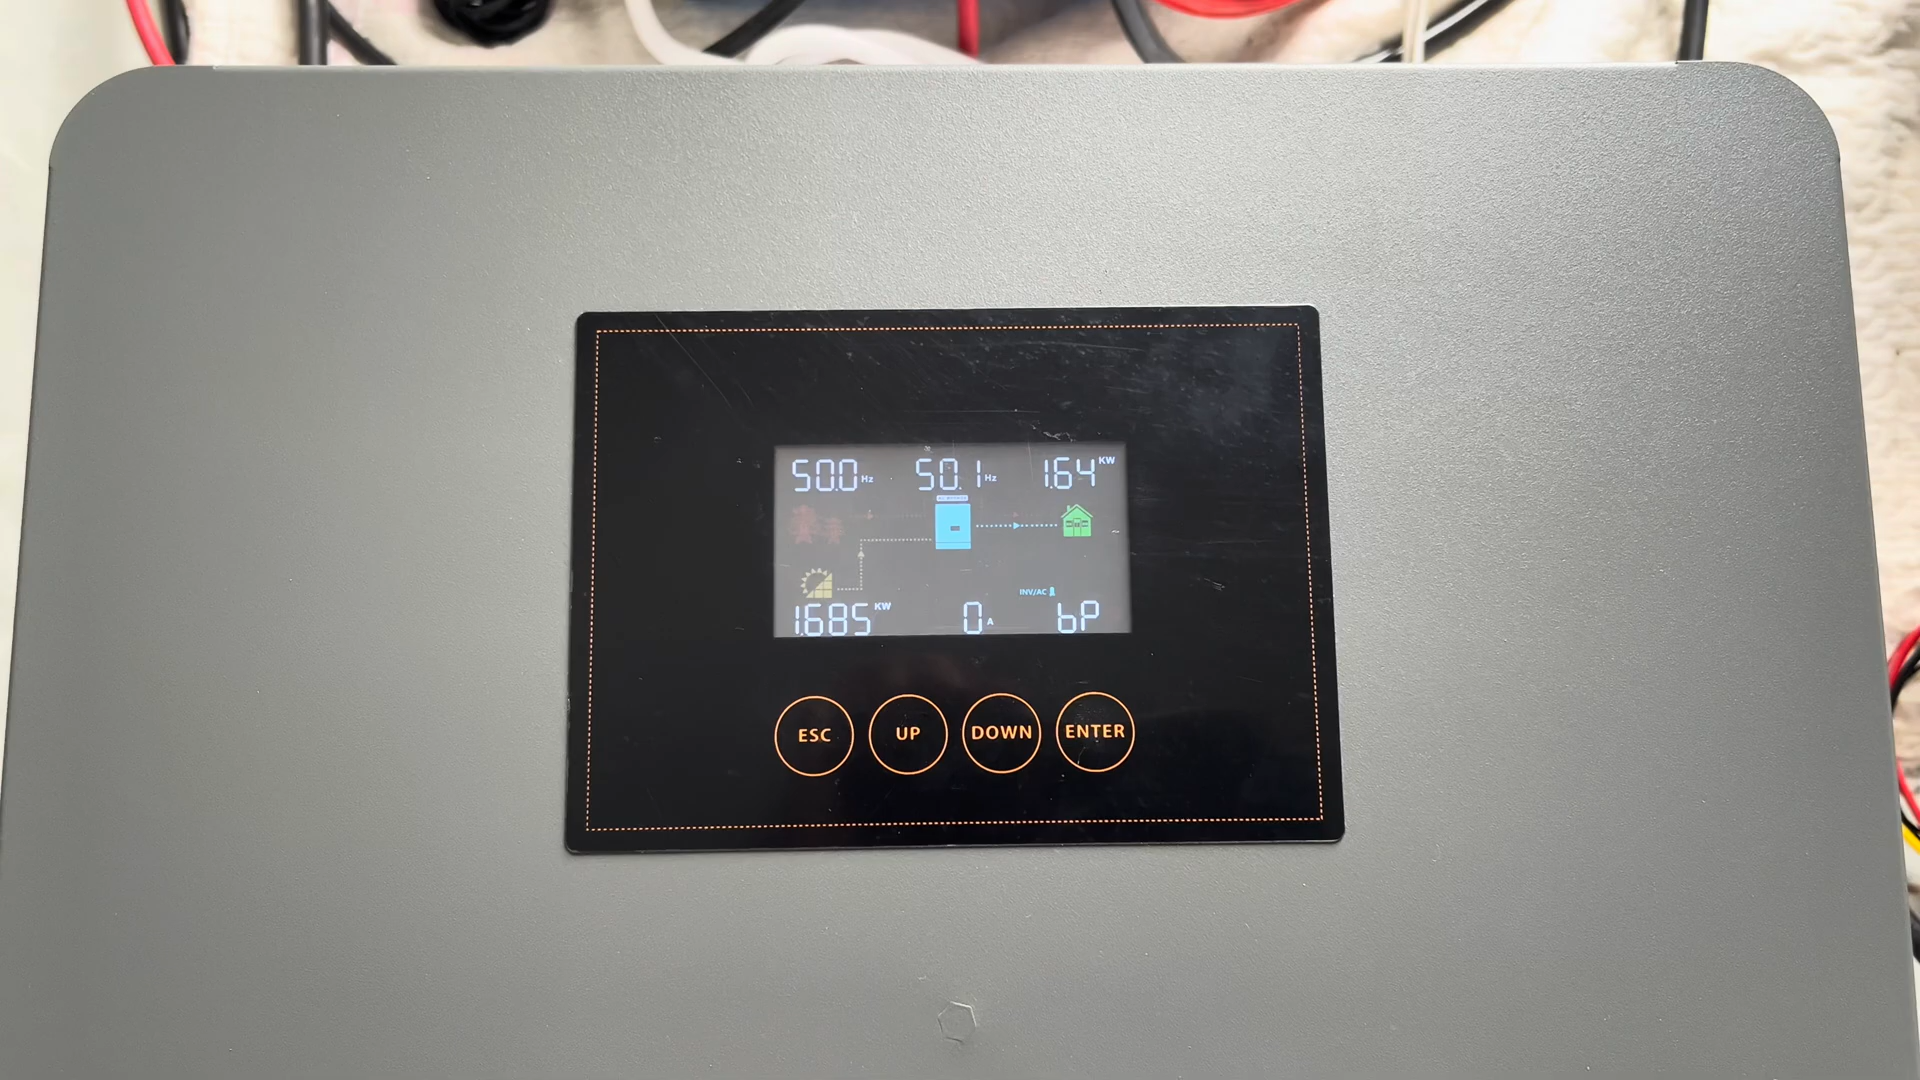 50.0 Hz 50.1 Hz 1.64 KW
INV/AC
1.685 KW 0 A bP
ESC UP DOWN ENTER